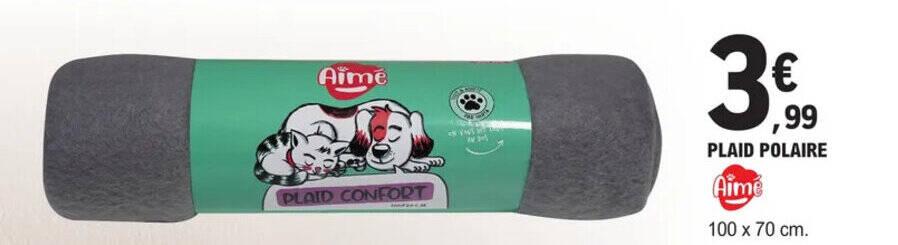 Aimé
PLAID CONFORT
3€,99
PLAID POLAIRE
Aimé
100 x 70 cm.